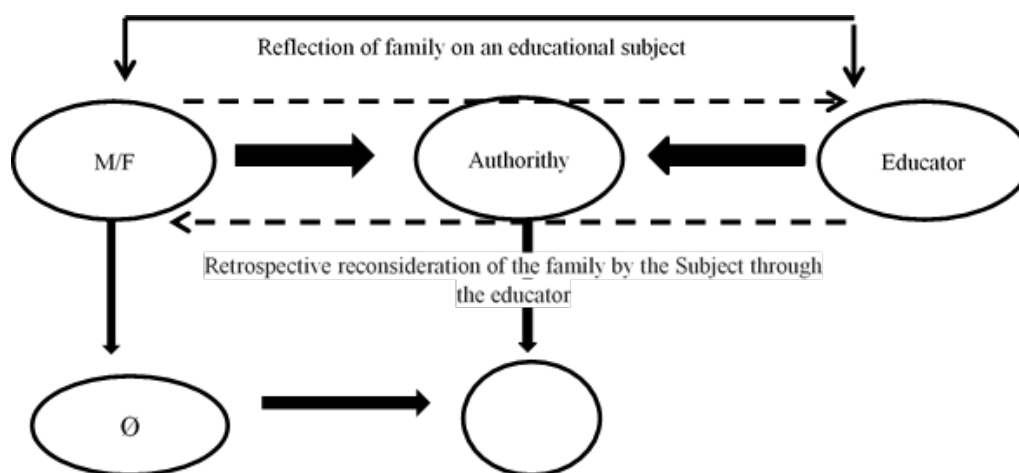 Reflection of family on an educational subject
M/F
Authorithy
Educator
Retrospective reconsideration of the family by the Subject through
the educator
Ø